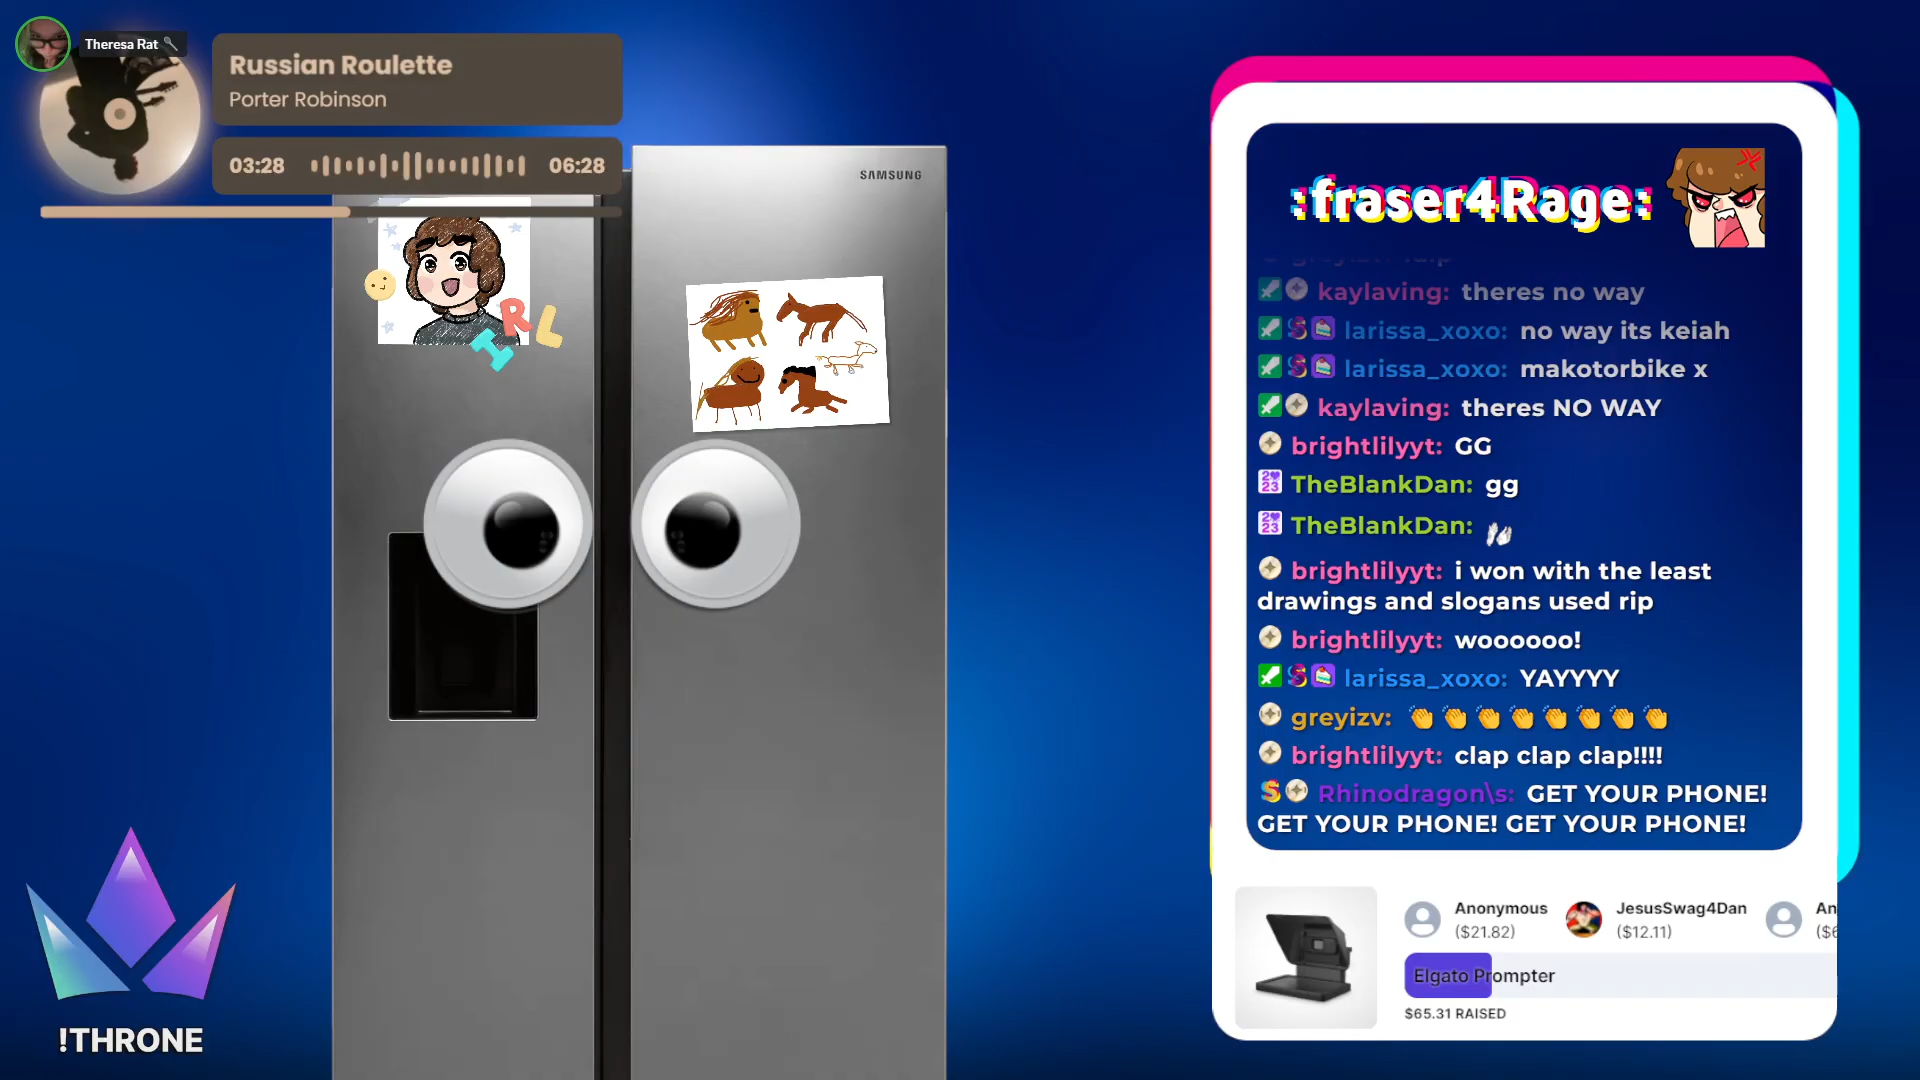 Theresa Rat
Russian Roulette
Porter Robinson
03:28
06:28
SAMSUNG
I R L
!THRONE
:fraser4Rage:
kaylaving: theres no way
larissa_xoxo: no way its keiah
larissa_xoxo: makotorbike x
kaylaving: theres NO WAY
brightlilyyt: GG
TheBlankDan: gg
TheBlankDan:
brightlilyyt: i won with the least
drawings and slogans used rip
brightlilyyt: woooooo!
larissa_xoxo: YAYYYY
greyizv: 👏 👏 👏 👏 👏 👏 👏 👏
brightlilyyt: clap clap clap!!!!
Rhinodragon\s: GET YOUR PHONE!
GET YOUR PHONE! GET YOUR PHONE!
Anonymous
($21.82)
JesusSwag4Dan
($12.11)
An
Elgato Prompter
$65.31 RAISED